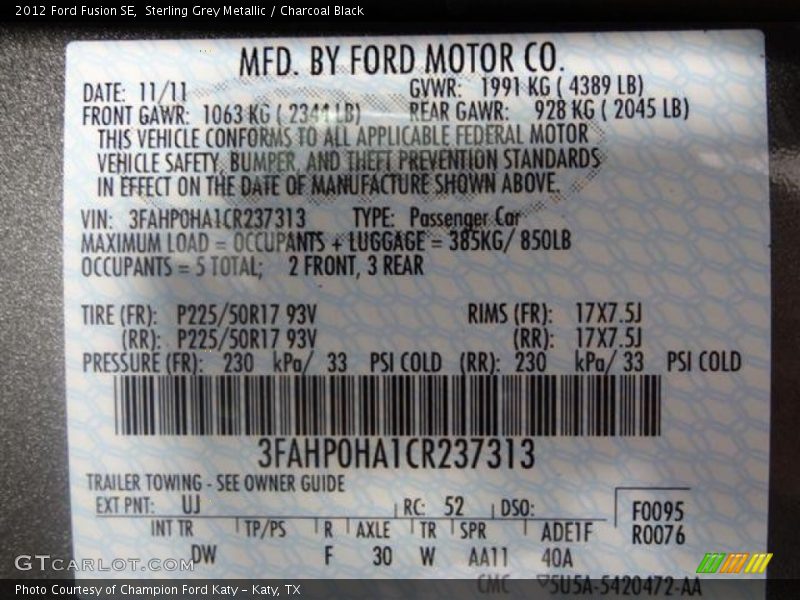 2012 Ford Fusion SE, Sterling Grey Metallic / Charcoal Black
MFD. BY FORD MOTOR CO.
DATE: 11/11 GVWR: 1991 KG ( 4389 LB)
FRONT GAWR: 1063 KG ( 2344 LB) REAR GAWR: 928 KG ( 2045 LB)
THIS VEHICLE CONFORMS TO ALL APPLICABLE FEDERAL MOTOR
VEHICLE SAFETY, BUMPER, AND THEFT PREVENTION STANDARDS
IN EFFECT ON THE DATE OF MANUFACTURE SHOWN ABOVE.
VIN: 3FAHP0HA1CR237313 TYPE: Passenger Car
MAXIMUM LOAD = OCCUPANTS + LUGGAGE = 385KG/ 850LB
OCCUPANTS = 5 TOTAL; 2 FRONT, 3 REAR
TIRE (FR): P225/50R17 93V RIMS (FR): 17X7.5J
(RR): P225/50R17 93V (RR): 17X7.5J
PRESSURE (FR): 230 kPa/ 33 PSI COLD (RR): 230 kPa/ 33 PSI COLD
3FAHP0HA1CR237313
TRAILER TOWING - SEE OWNER GUIDE
EXT PNT: UJ RC: 52 DSO: F0095
INT TR TP/PS R AXLE TR SPR ADE1F R0076
DW F 30 W AA11 40A
GTCARLOT.COM
CMC ▽5U5A-5420472-AA
Photo Courtesy of Champion Ford Katy – Katy, TX